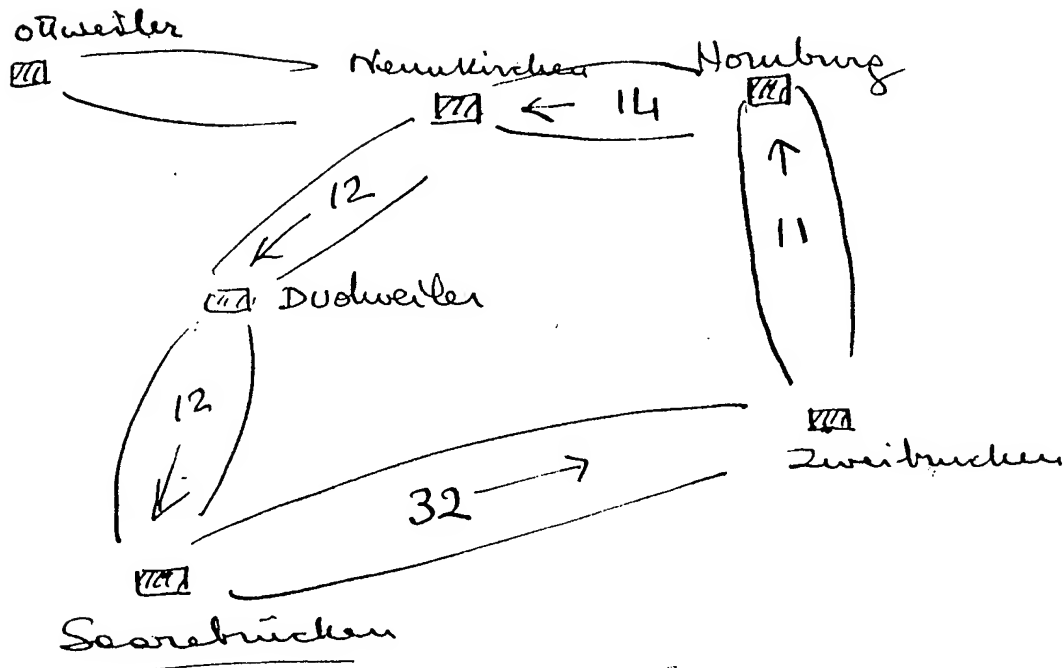 Ottweiler
Neunkirchen
Homburg
← 14
12
↑
11
Dudweiler
12
32 →
Zweibrucken
Saarebrücken